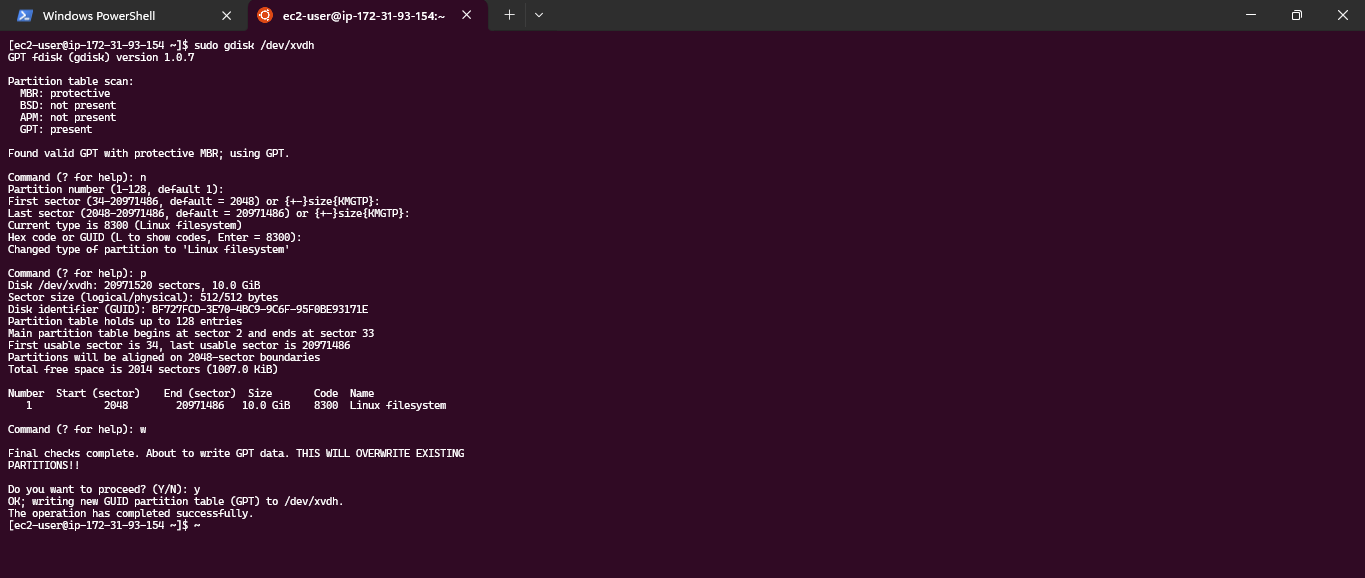 Windows PowerShell
ec2-user@ip-172-31-93-154:~
[ec2-user@ip-172-31-93-154 ~]$ sudo gdisk /dev/xvdh
GPT fdisk (gdisk) version 1.0.7
Partition table scan:
  MBR: protective
  BSD: not present
  APM: not present
  GPT: present
Found valid GPT with protective MBR; using GPT.
Command (? for help): n
Partition number (1-128, default 1):
First sector (34-20971486, default = 2048) or {+-}size{KMGTP}:
Last sector (2048-20971486, default = 20971486) or {+-}size{KMGTP}:
Current type is 8300 (Linux filesystem)
Hex code or GUID (L to show codes, Enter = 8300):
Changed type of partition to 'Linux filesystem'
Command (? for help): p
Disk /dev/xvdh: 20971520 sectors, 10.0 GiB
Sector size (logical/physical): 512/512 bytes
Disk identifier (GUID): BF727FCD-3E70-4BC9-9C6F-95F0BE93171E
Partition table holds up to 128 entries
Main partition table begins at sector 2 and ends at sector 33
First usable sector is 34, last usable sector is 20971486
Partitions will be aligned on 2048-sector boundaries
Total free space is 2014 sectors (1007.0 KiB)
Number  Start (sector)    End (sector)  Size       Code  Name
   1            2048        20971486   10.0 GiB    8300  Linux filesystem
Command (? for help): w
Final checks complete. About to write GPT data. THIS WILL OVERWRITE EXISTING
PARTITIONS!!
Do you want to proceed? (Y/N): y
OK; writing new GUID partition table (GPT) to /dev/xvdh.
The operation has completed successfully.
[ec2-user@ip-172-31-93-154 ~]$ ~